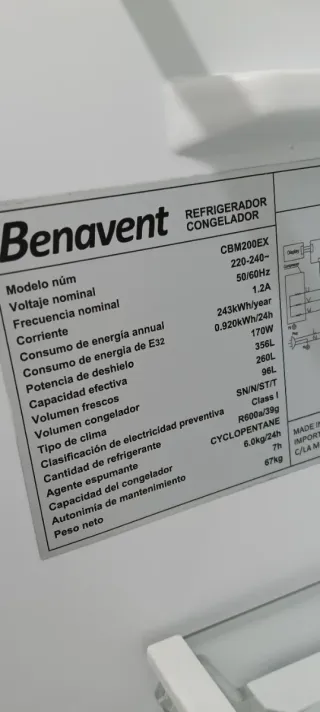 Benavent
REFRIGERADOR
CONGELADOR
Modelo núm CBM200EX
Voltaje nominal 220-240~
Frecuencia nominal 50/60Hz
Corriente 1.2A
Consumo de energía annual 243kWh/year
Consumo de energía de E32 0.920kWh/24h
Potencia de deshielo 170W
Capacidad efectiva 356L
Volumen frescos 260L
Volumen congelador 96L
Tipo de clima SN/N/ST/T
Clasificación de electricidad preventiva Class I
Cantidad de refrigerante R600a/39g
Agente espumante CYCLOPENTANE
Capacidad del congelador 6.0kg/24h
Autonimia de mantenimiento 7h
Peso neto 67kg
MADE IN
IMPORT
C/LA M